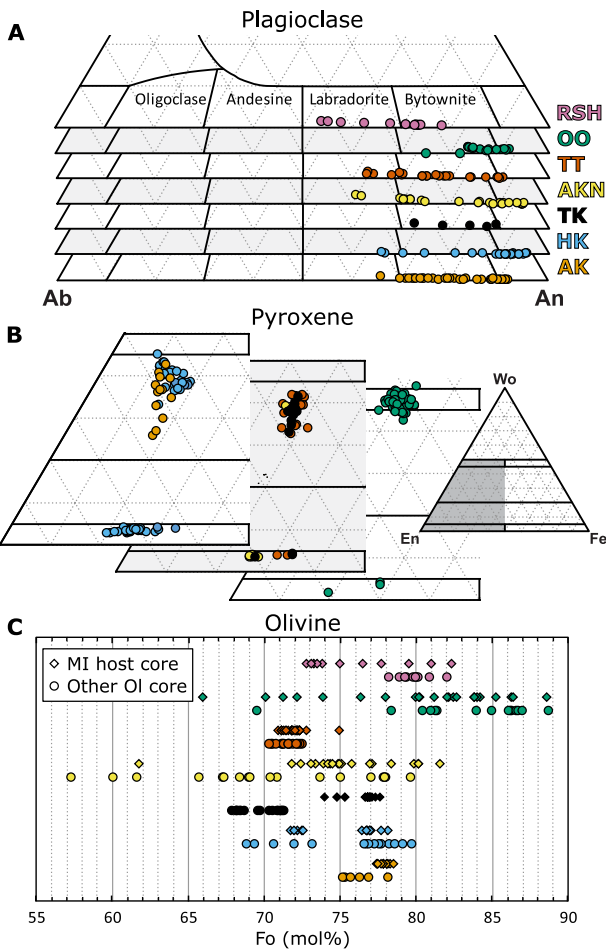 Plagioclase
A
Oligoclase Andesine Labradorite Bytownite
RSH
OO
TT
AKN
TK
HK
AK
Ab An
Pyroxene
B
Wo
En Fe
Olivine
C
MI host core
Other Ol core
55 60 65 70 75 80 85 90
Fo (mol%)